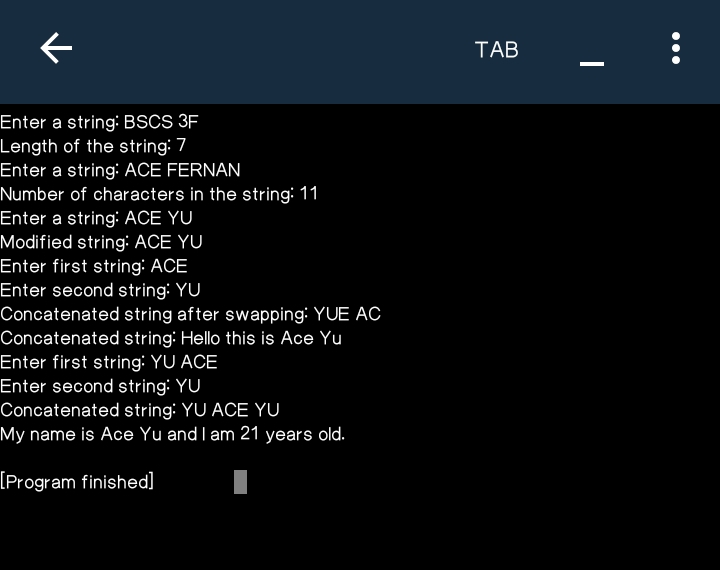 TAB
Enter a string: BSCS 3F
Length of the string: 7
Enter a string: ACE FERNAN
Number of characters in the string: 11
Enter a string: ACE YU
Modified string: ACE YU
Enter first string: ACE
Enter second string: YU
Concatenated string after swapping: YUE AC
Concatenated string: Hello this is Ace Yu
Enter first string: YU ACE
Enter second string: YU
Concatenated string: YU ACE YU
My name is Ace Yu and I am 21 years old.
[Program finished]